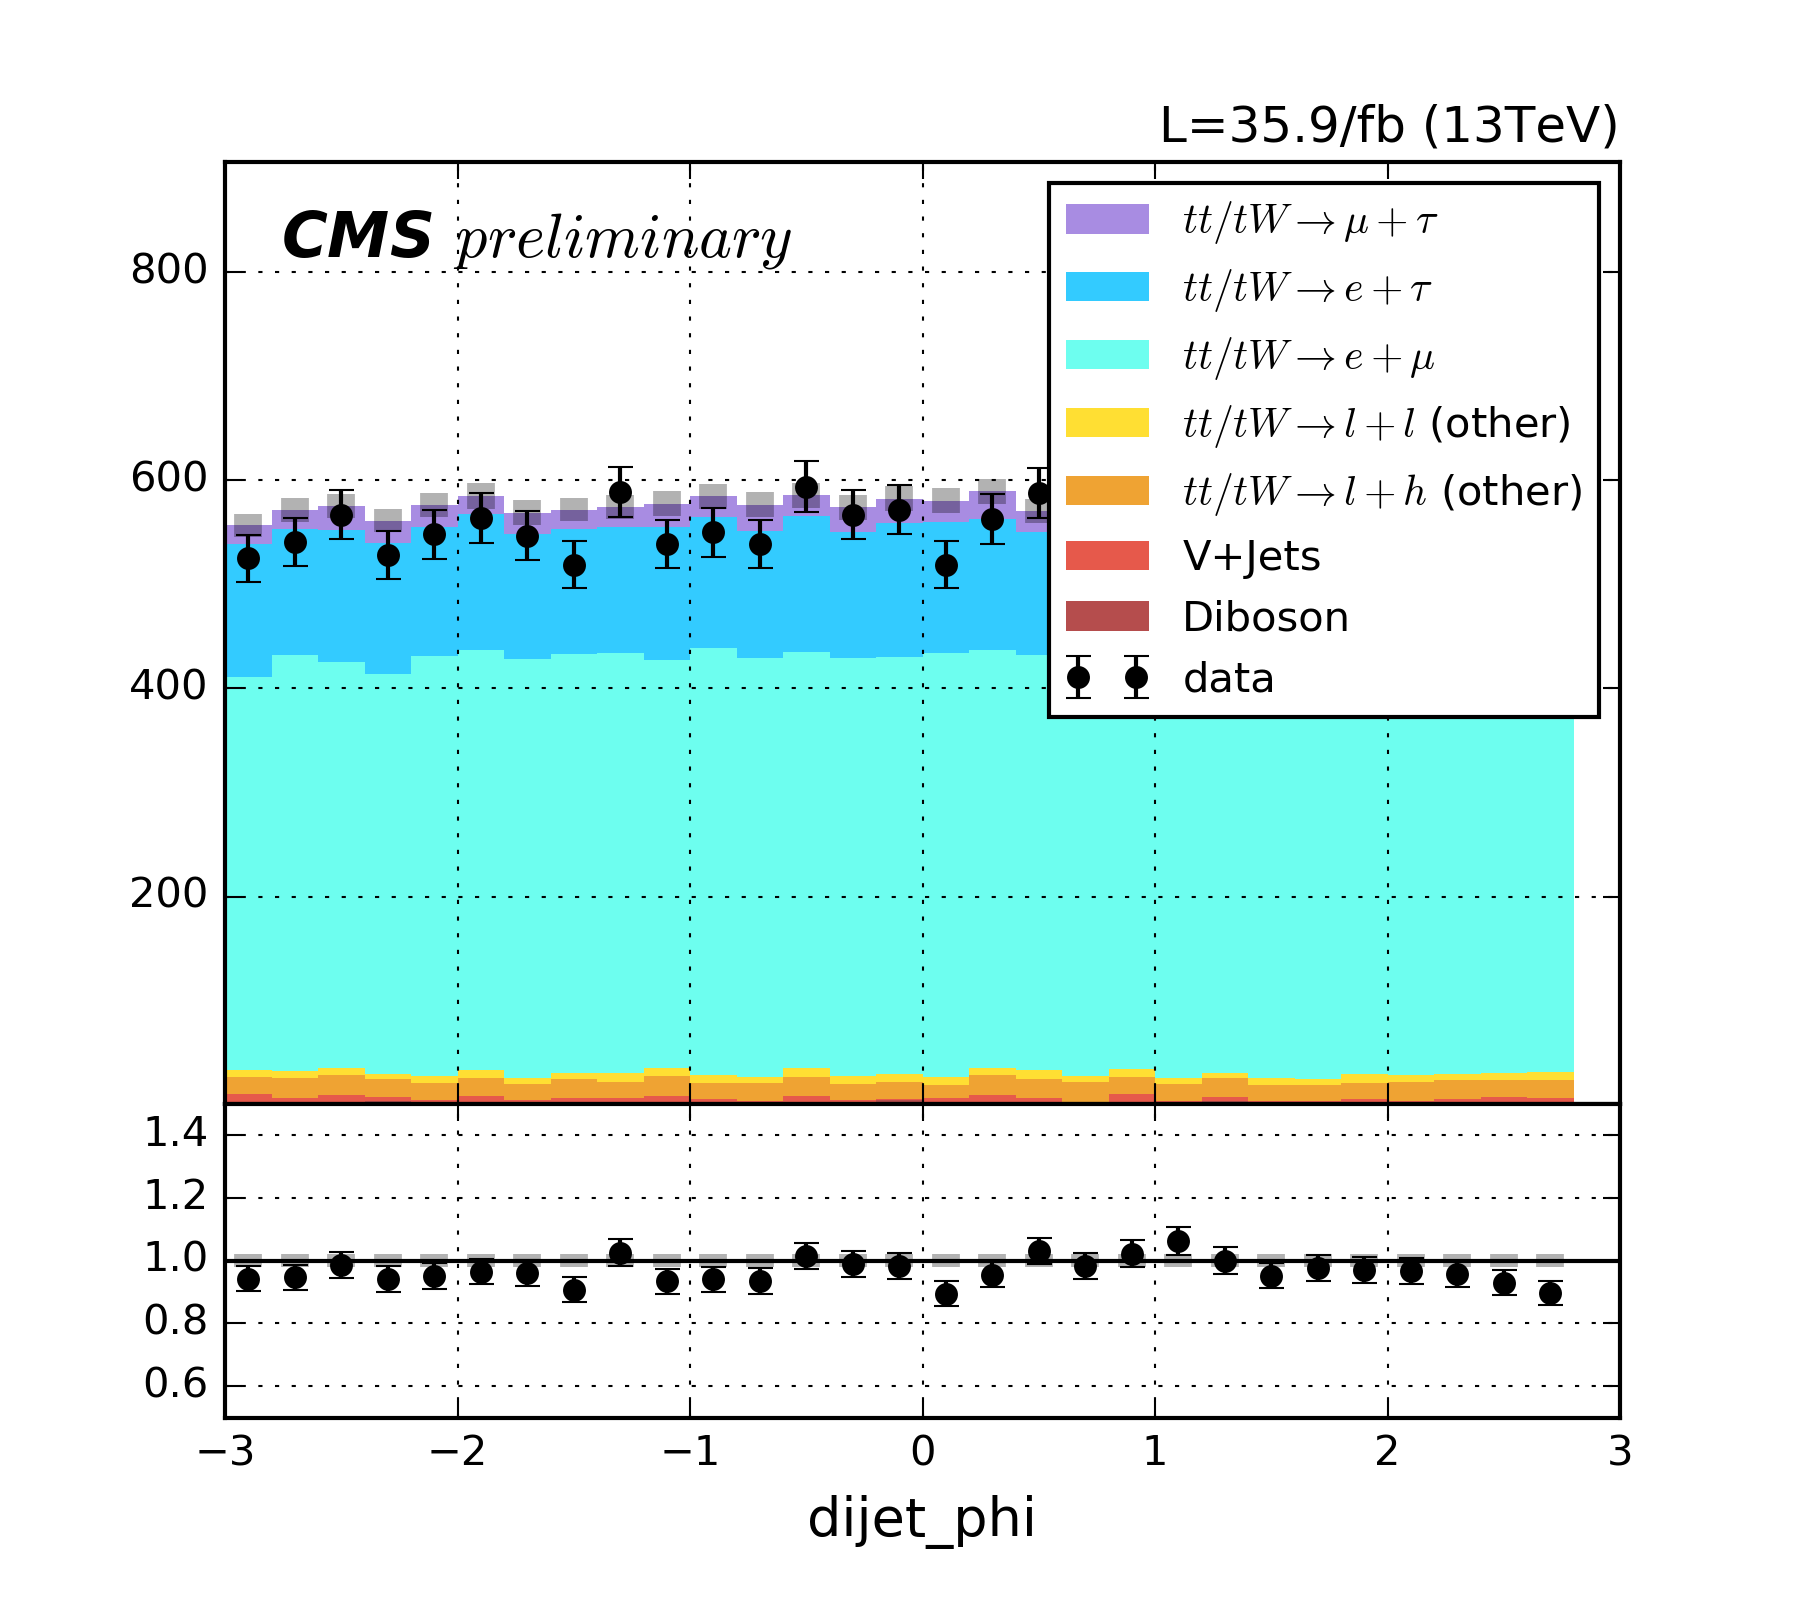 L=35.9/fb (13TeV)
CMS preliminary
tt/tW → μ + τ
tt/tW → e + τ
tt/tW → e + μ
tt/tW → l + l (other)
tt/tW → l + h (other)
V+Jets
Diboson
data
800
600
400
200
1.4
1.2
1.0
0.8
0.6
−3 −2 −1 0 1 2 3
dijet_phi